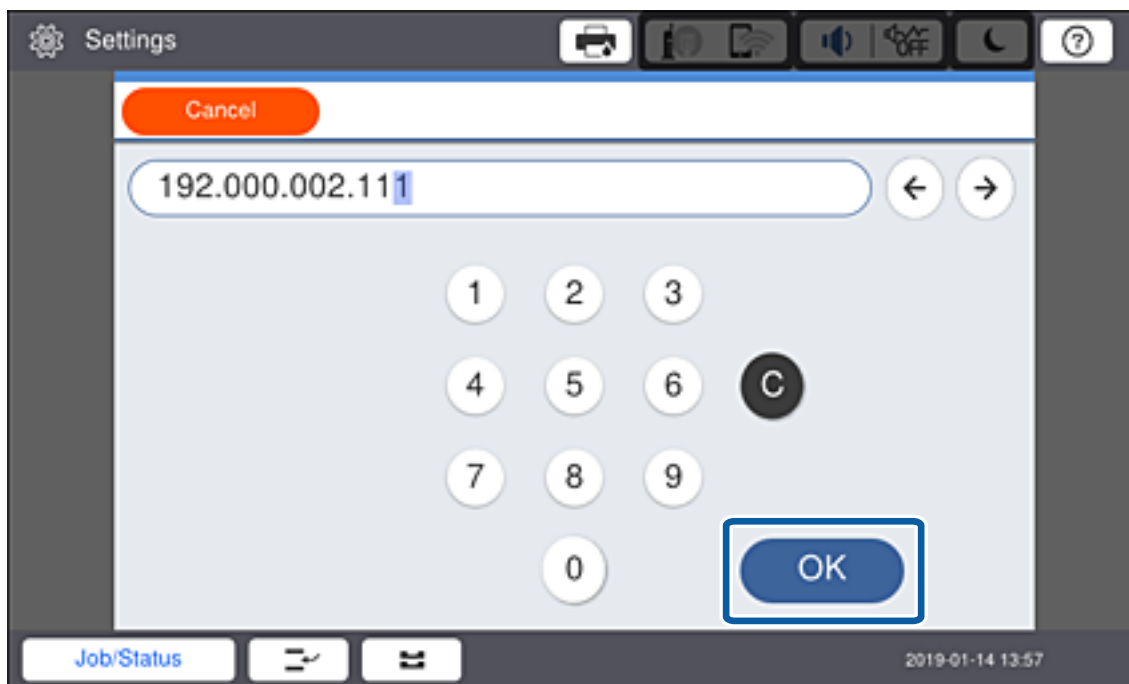 Settings
OFF
?
Cancel
192.000.002.111
1 2 3
4 5 6 C
7 8 9
0 OK
Job/Status
2019-01-14 13:57